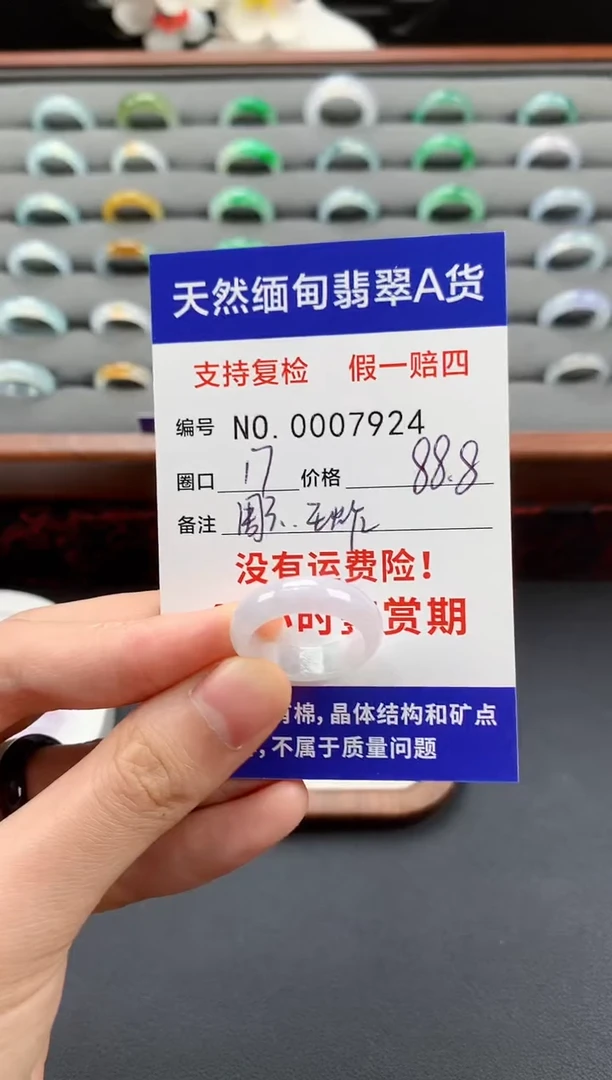 天然缅甸翡翠A货
支持复检 假一赔四
编号 NO.0007924
圈口 17 价格 88.8
备注
没有运费险!
时 赏期
有棉,晶体结构和矿点
,不属于质量问题